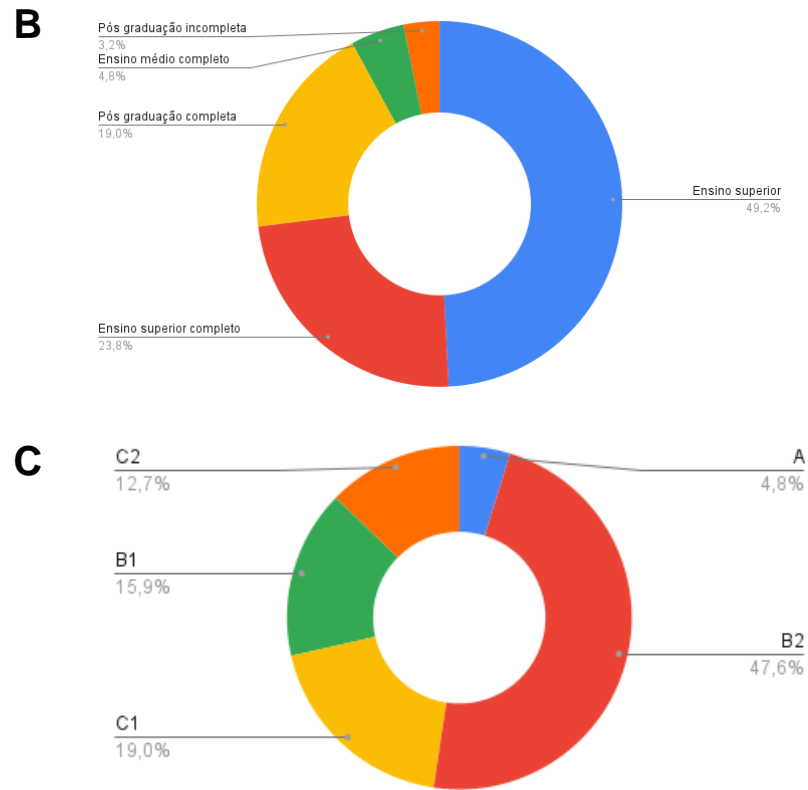 B
Pós graduação incompleta
3,2%
Ensino médio completo
4,8%
Pós graduação completa
19,0%
Ensino superior
49,2%
Ensino superior completo
23,8%
C
C2
12,7%
A
4,8%
B1
15,9%
B2
47,6%
C1
19,0%